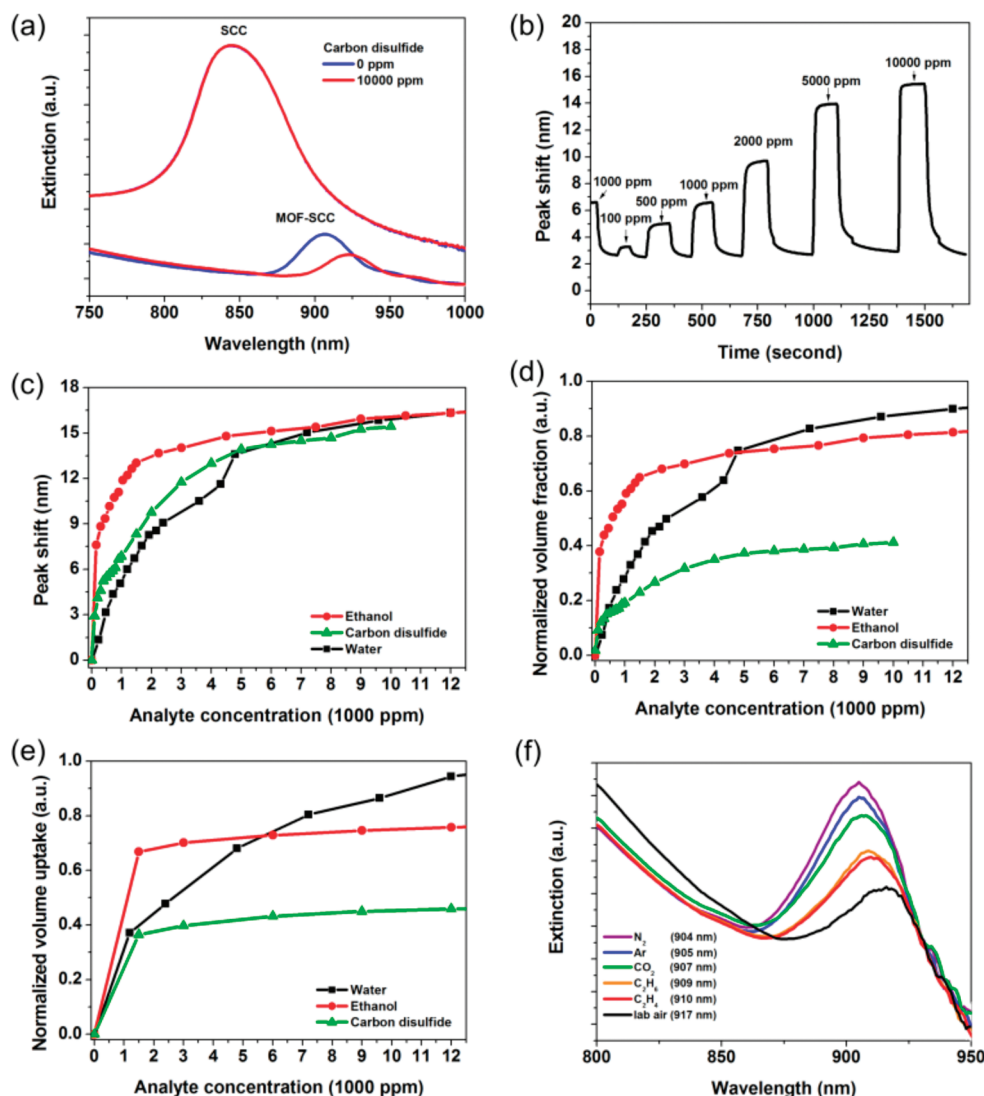 (a)
SCC
Carbon disulfide
0 ppm
10000 ppm
MOF-SCC
Extinction (a.u.)
750 800 850 900 950 1000
Wavelength (nm)
(b)
20
18
16
14
12
10
8
6
4
2
0
Peak shift (nm)
1000 ppm
100 ppm
500 ppm
1000 ppm
2000 ppm
5000 ppm
10000 ppm
0 250 500 750 1000 1250 1500
Time (second)
(c)
18
15
12
9
6
3
0
Peak shift (nm)
Ethanol
Carbon disulfide
Water
0 1 2 3 4 5 6 7 8 9 10 11 12
Analyte concentration (1000 ppm)
(d)
1.0
0.8
0.6
0.4
0.2
0.0
Normalized volume fraction (a.u.)
Water
Ethanol
Carbon disulfide
0 1 2 3 4 5 6 7 8 9 10 11 12
Analyte concentration (1000 ppm)
(e)
1.0
0.8
0.6
0.4
0.2
0.0
Normalized volume uptake (a.u.)
Water
Ethanol
Carbon disulfide
0 1 2 3 4 5 6 7 8 9 10 11 12
Analyte concentration (1000 ppm)
(f)
Extinction (a.u.)
N₂ (904 nm)
Ar (905 nm)
CO₂ (907 nm)
C₂H₆ (909 nm)
C₂H₄ (910 nm)
lab air (917 nm)
800 850 900 950
Wavelength (nm)